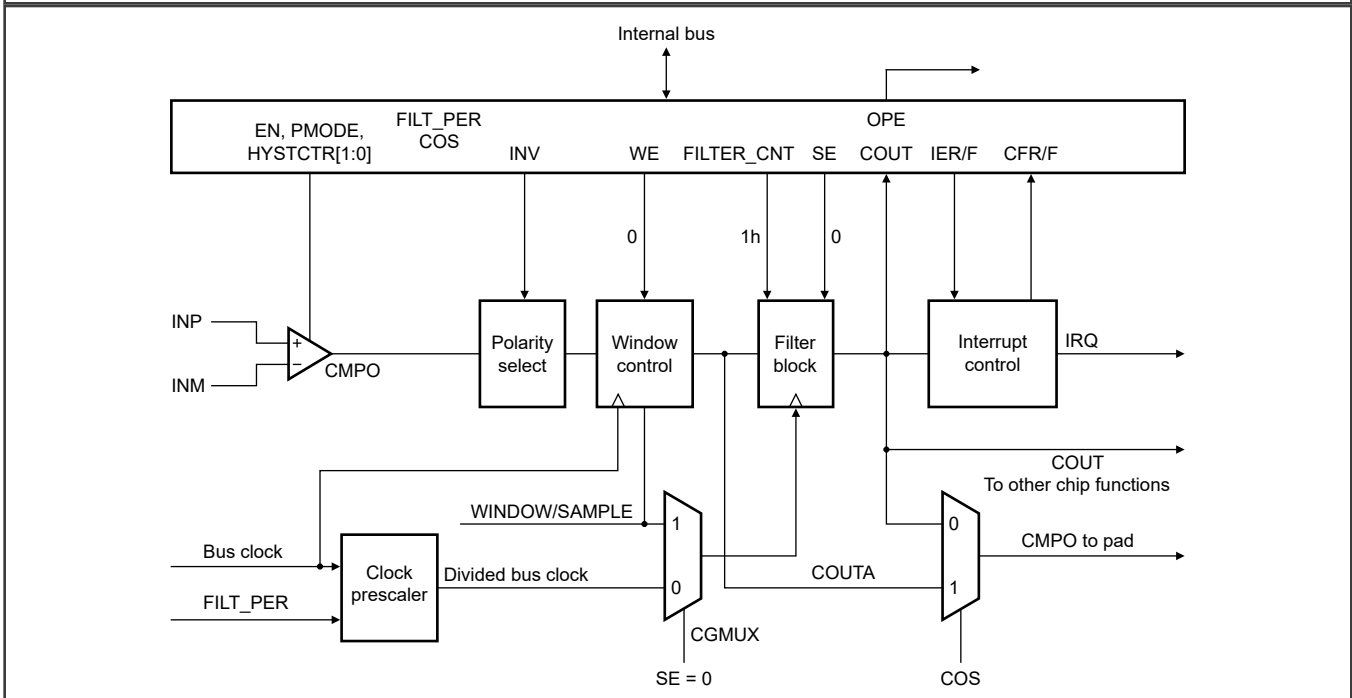 Internal bus
EN, PMODE,
HYSTCTR[1:0]
FILT_PER
COS
INV
WE
FILTER_CNT
SE
OPE
COUT
IER/F
CFR/F
0
1h
0
INP
INM
+
−
CMPO
Polarity
select
Window
control
Filter
block
Interrupt
control
IRQ
COUT
To other chip functions
WINDOW/SAMPLE
1
0
CMPO to pad
Bus clock
Clock
prescaler
Divided bus clock
0
COUTA
1
FILT_PER
CGMUX
SE = 0
COS